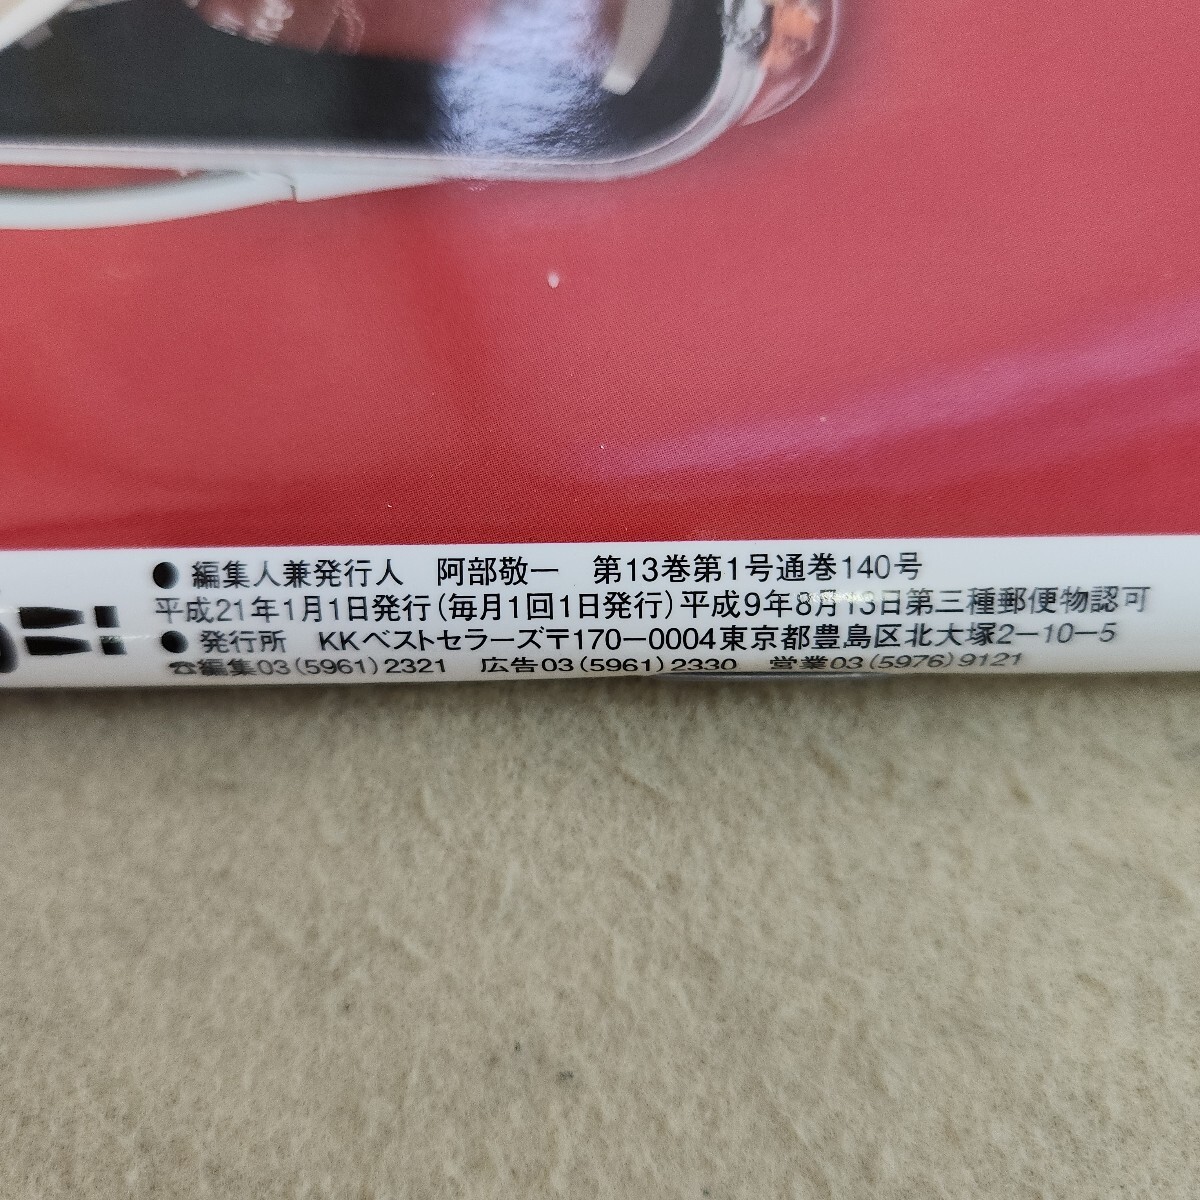 ●編集人兼発行人　阿部敬一　第13巻第1号通巻140号
平成21年1月1日発行(毎月1回1日発行)平成9年8月13日第三種郵便物認可
●発行所　KKベストセラーズ〒170-0004東京都豊島区北大塚2-10-5
☎編集03(5961)2321　広告03(5961)2330　営業03(5976)9121